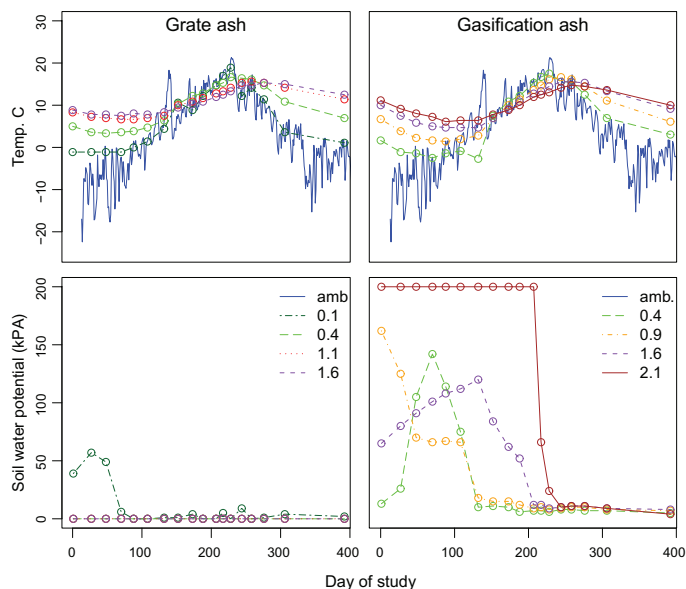 Grate ash
Gasification ash
Temp. C
30
20
10
0
−10
−20
Soil water potential (kPA)
200
150
100
50
0
amb
0.1
0.4
1.1
1.6
amb.
0.4
0.9
1.6
2.1
0 100 200 300 400
0 100 200 300 400
Day of study